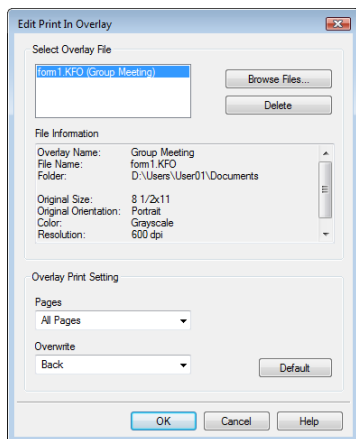 Edit Print In Overlay
Select Overlay File
form1.KFO (Group Meeting)
Browse Files...
Delete
File Information
Overlay Name: Group Meeting
File Name: form1.KFO
Folder: D:\Users\User01\Documents
Original Size: 8 1/2x11
Original Orientation: Portrait
Color: Grayscale
Resolution: 600 dpi
Overlay Print Setting
Pages
All Pages
Overwrite
Back
Default
OK Cancel Help